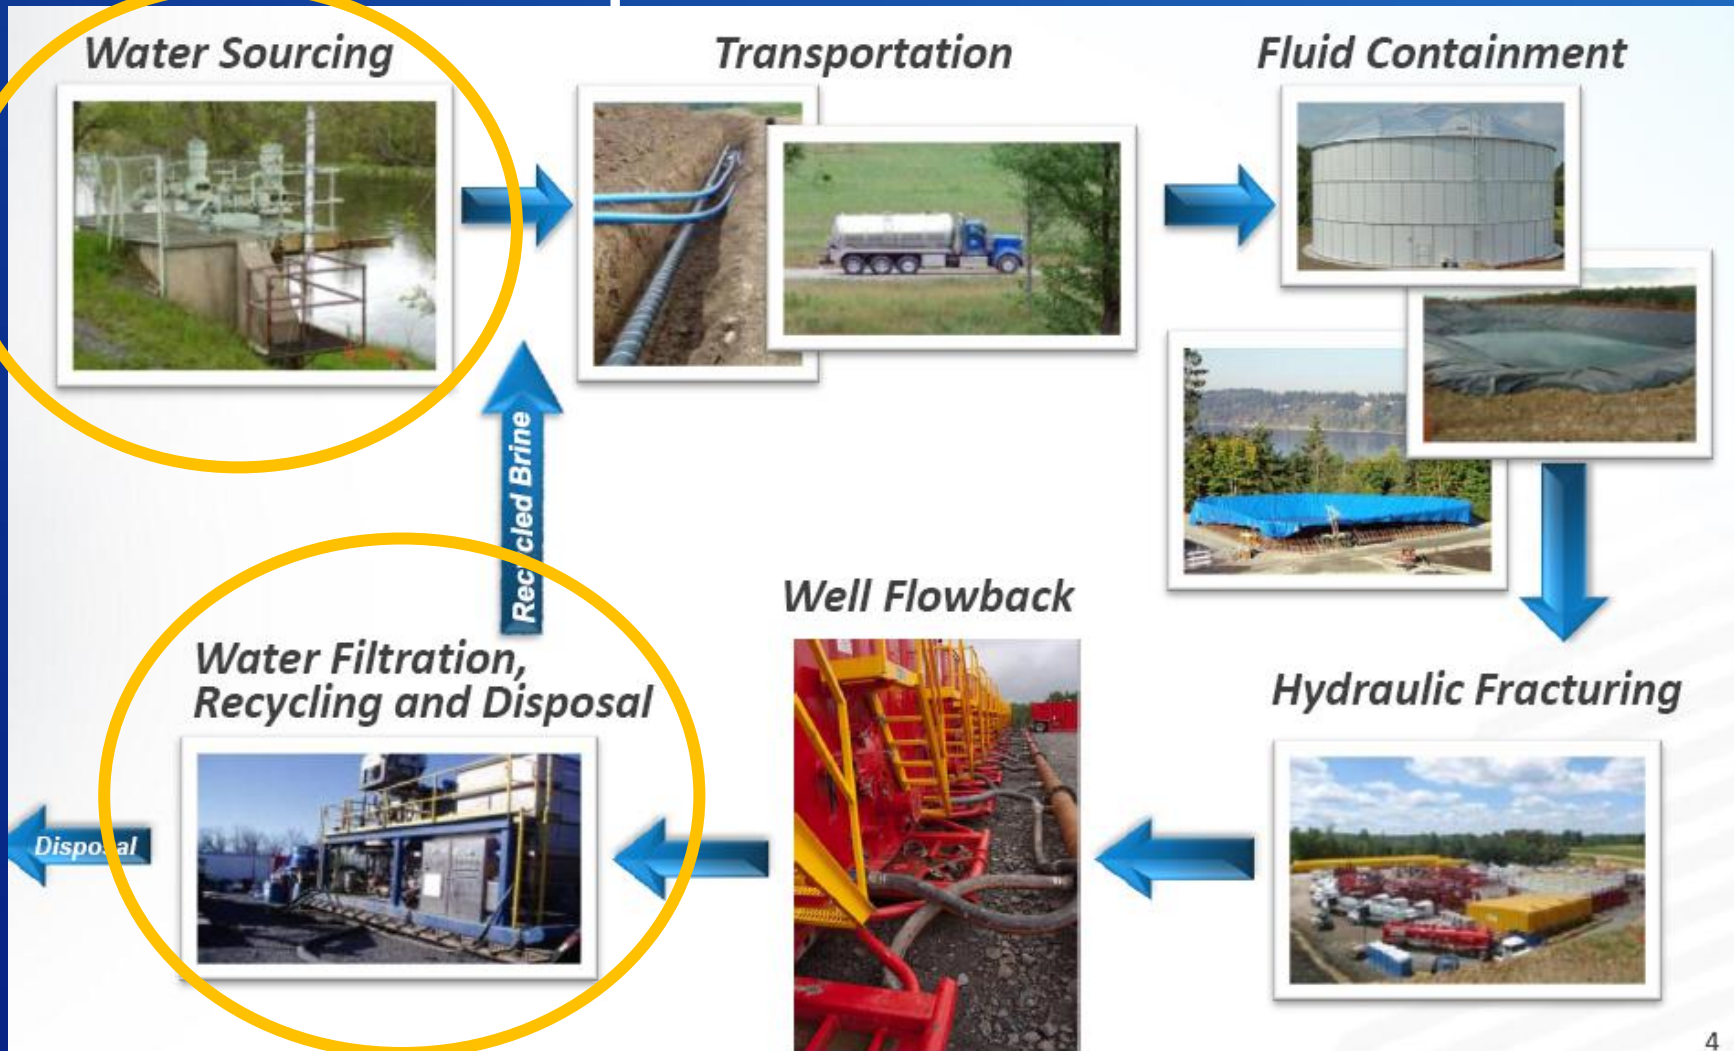 Water Sourcing
Transportation
Fluid Containment
Recycled Brine
Well Flowback
Water Filtration,
Recycling and Disposal
Hydraulic Fracturing
Disposal
4